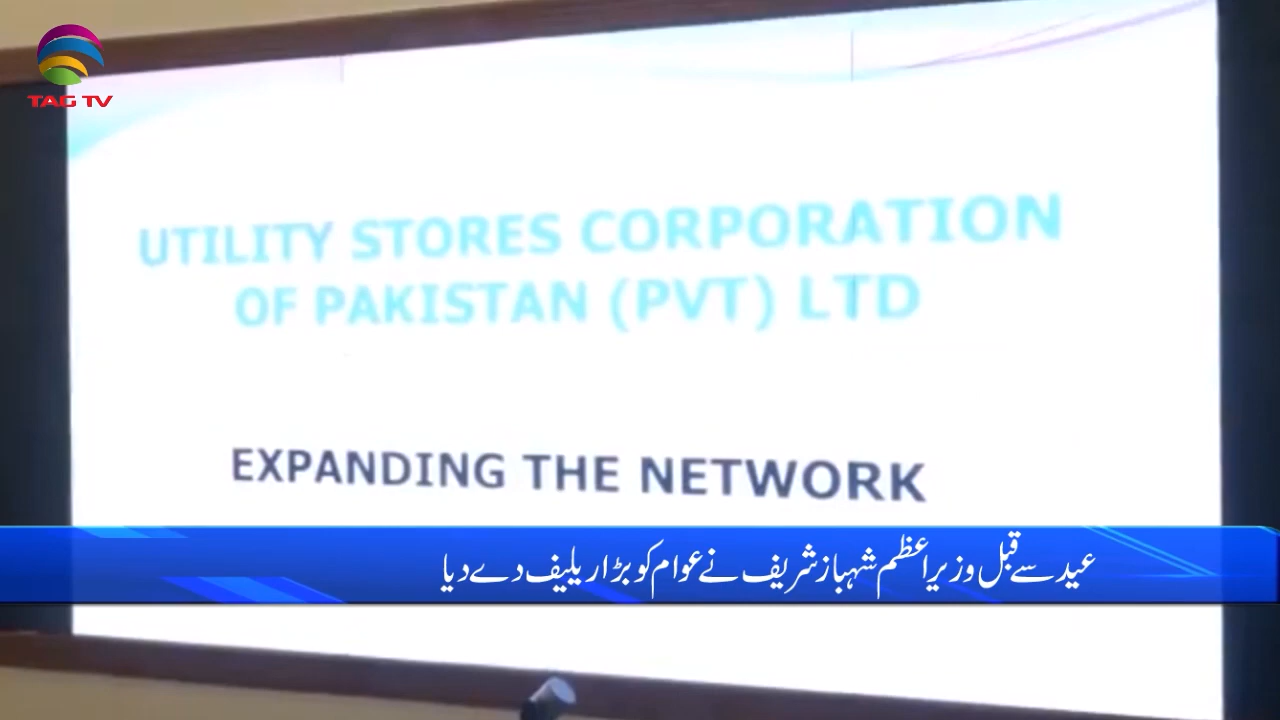 TAG TV
UTILITY STORES CORPORATION
OF PAKISTAN (PVT) LTD
EXPANDING THE NETWORK
عید سے قبل وزیراعظم شہباز شریف نے عوام کو بڑا ریلیف دے دیا